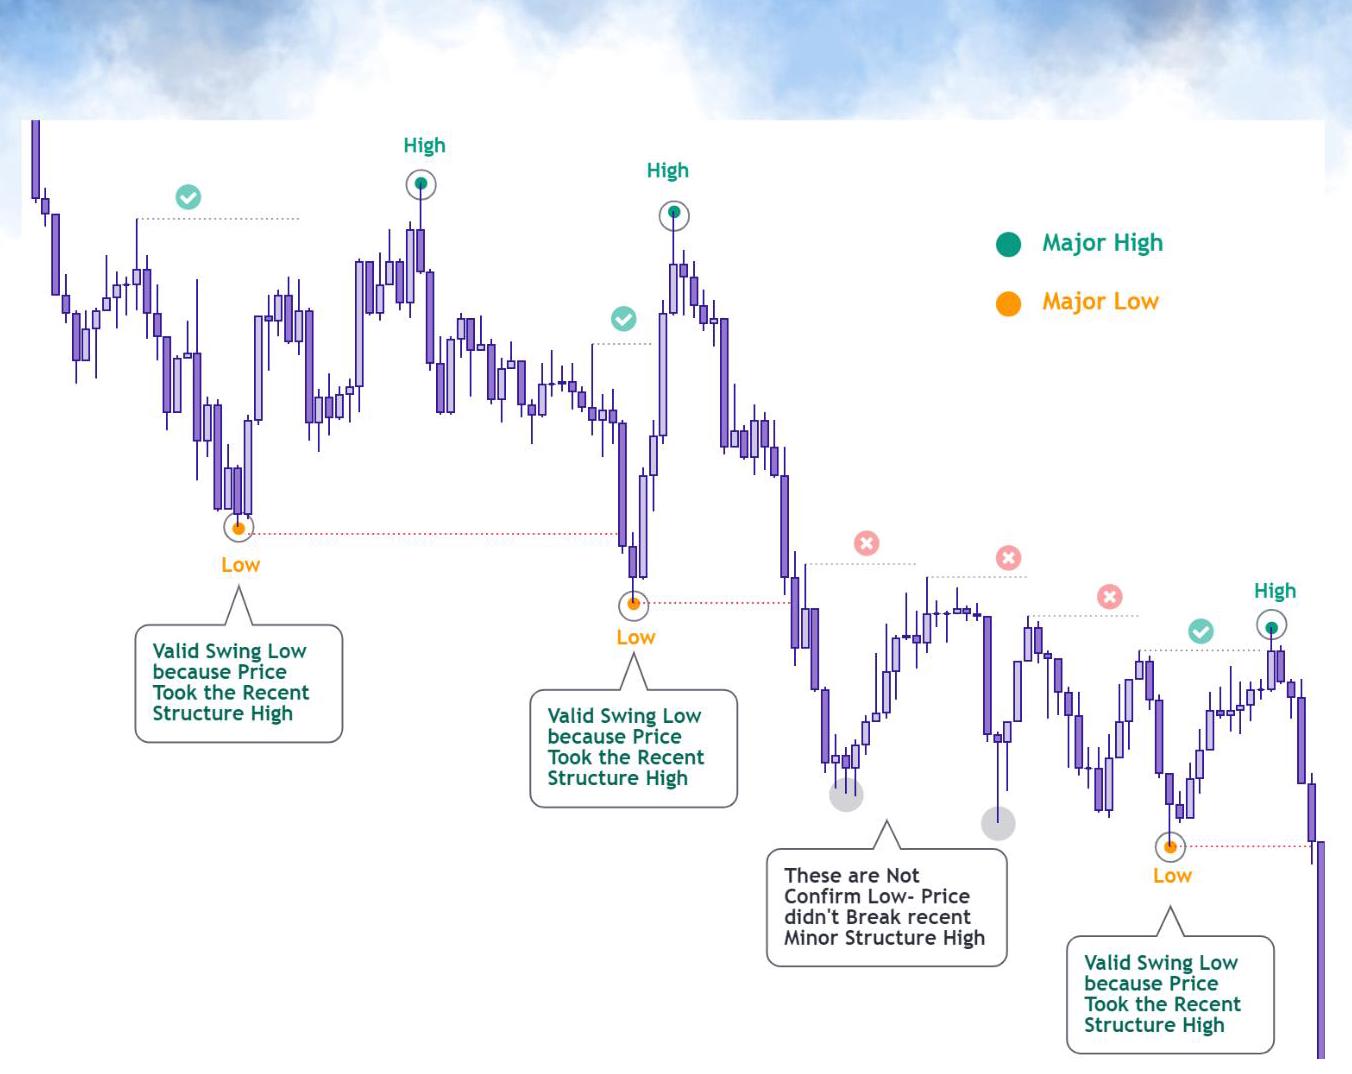 High
High
Major High
Major Low
Low
Valid Swing Low
because Price
Took the Recent
Structure High
Low
Valid Swing Low
because Price
Took the Recent
Structure High
These are Not
Confirm Low- Price
didn't Break recent
Minor Structure High
High
Low
Valid Swing Low
because Price
Took the Recent
Structure High